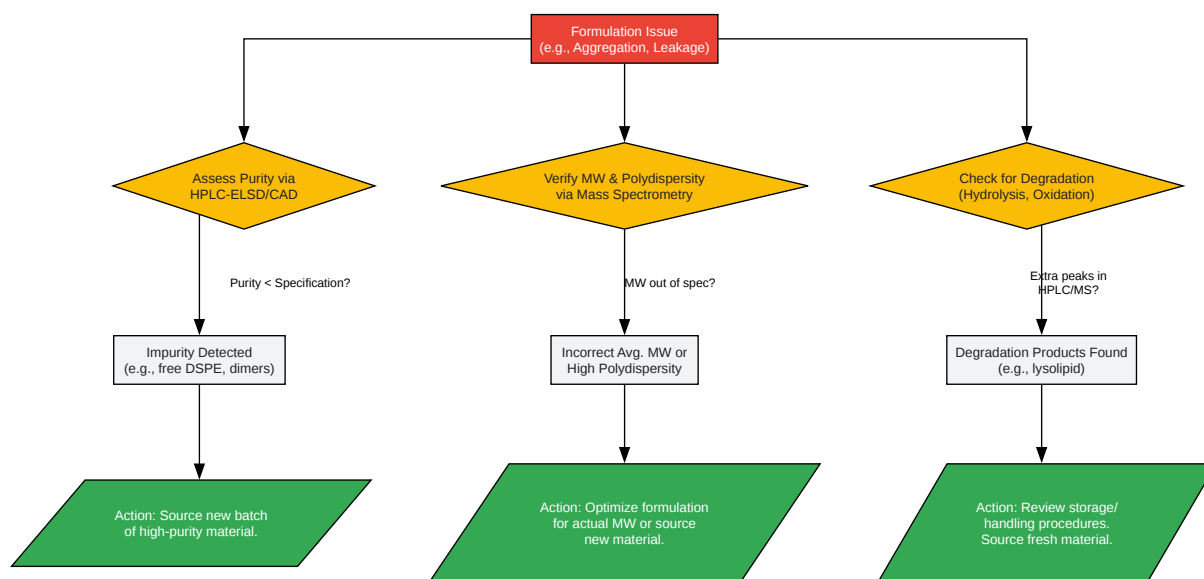 Formulation Issue
(e.g., Aggregation, Leakage)
Assess Purity via
HPLC-ELSD/CAD
Verify MW & Polydispersity
via Mass Spectrometry
Check for Degradation
(Hydrolysis, Oxidation)
Purity < Specification?
MW out of spec?
Extra peaks in
HPLC/MS?
Impurity Detected
(e.g., free DSPE, dimers)
Incorrect Avg. MW or
High Polydispersity
Degradation Products Found
(e.g., lysolipid)
Action: Source new batch
of high-purity material.
Action: Optimize formulation
for actual MW or source
new material.
Action: Review storage/
handling procedures.
Source fresh material.